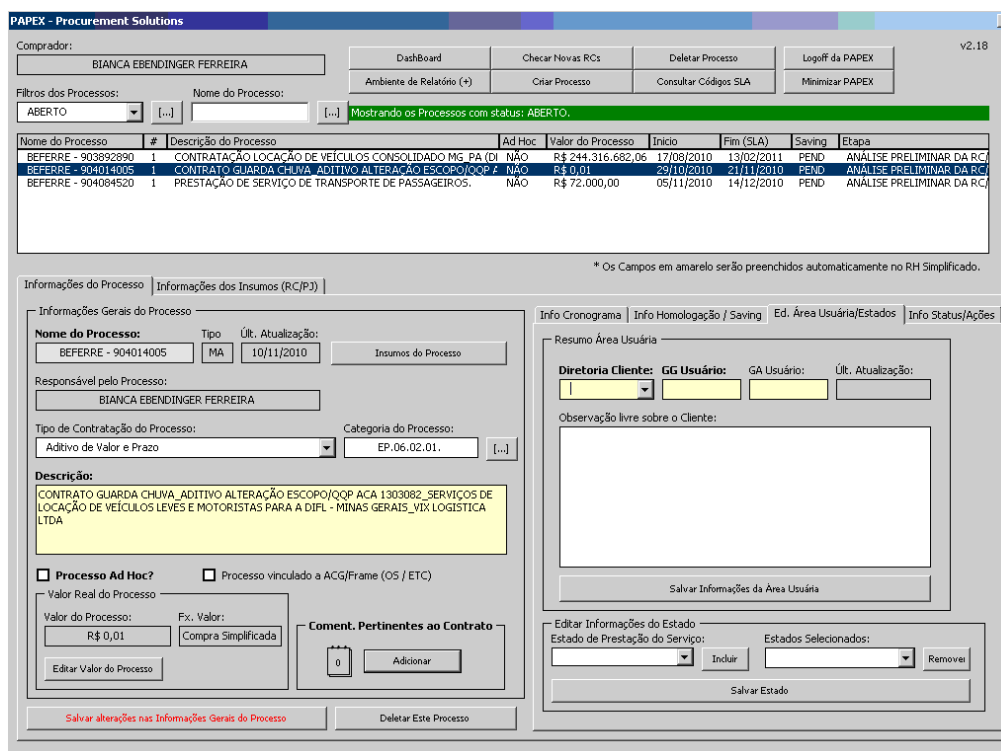 PAPEX - Procurement Solutions
Comprador:
BIANCA EBENDINGER FERREIRA
DashBoard
Checar Novas RCs
Deletar Processo
Logoff da PAPEX
v2.18
Ambiente de Relatório (+)
Criar Processo
Consultar Códigos SLA
Minimizar PAPEX
Filtros dos Processos:
Nome do Processo:
ABERTO
[...]
[...]
Mostrando os Processos com status: ABERTO.
Nome do Processo # Descrição do Processo Ad Hoc Valor do Processo Inicio Fim (SLA) Saving Etapa
BEFERRE - 903892890 1 CONTRATAÇÃO LOCAÇÃO DE VEÍCULOS CONSOLIDADO MG_PA (DI NÃO R$ 244.316.682,06 17/08/2010 13/02/2011 PEND ANÁLISE PRELIMINAR DA RC/
BEFERRE - 904014005 1 CONTRATO GUARDA CHUVA_ADITIVO ALTERAÇÃO ESCOPO/QQP A NÃO R$ 0,01 29/10/2010 21/11/2010 PEND ANÁLISE PRELIMINAR DA RC/
BEFERRE - 904084520 1 PRESTAÇÃO DE SERVIÇO DE TRANSPORTE DE PASSAGEIROS. NÃO R$ 72.000,00 05/11/2010 14/12/2010 PEND ANÁLISE PRELIMINAR DA RC/
* Os Campos em amarelo serão preenchidos automaticamente no RH Simplificado.
Informações do Processo
Informações dos Insumos (RC/PJ)
Informações Gerais do Processo
Nome do Processo:
Tipo
Últ. Atualização:
BEFERRE - 904014005
MA
10/11/2010
Insumos do Processo
Responsável pelo Processo:
BIANCA EBENDINGER FERREIRA
Tipo de Contratação do Processo:
Categoria do Processo:
Aditivo de Valor e Prazo
EP.06.02.01.
[...]
Descrição:
CONTRATO GUARDA CHUVA_ADITIVO ALTERAÇÃO ESCOPO/QQP ACA 1303082_SERVIÇOS DE
LOCAÇÃO DE VEÍCULOS LEVES E MOTORISTAS PARA A DIFL - MINAS GERAIS_VIX LOGISTICA
LTDA
Processo Ad Hoc?
Processo vinculado a ACG/Frame (OS / ETC)
Valor Real do Processo
Valor do Processo:
Fx. Valor:
R$ 0,01
Compra Simplificada
Editar Valor do Processo
Coment. Pertinentes ao Contrato
0
Adicionar
Salvar alterações nas Informações Gerais do Processo
Deletar Este Processo
Info Cronograma
Info Homologação / Saving
Ed. Área Usuária/Estados
Info Status/Ações
Resumo Área Usuária
Diretoria Cliente:
GG Usuário:
GA Usuário:
Últ. Atualização:
Observação livre sobre o Cliente:
Salvar Informações da Área Usuária
Editar Informações do Estado
Estado de Prestação do Serviço:
Estados Selecionados:
Incluir
Remover
Salvar Estado